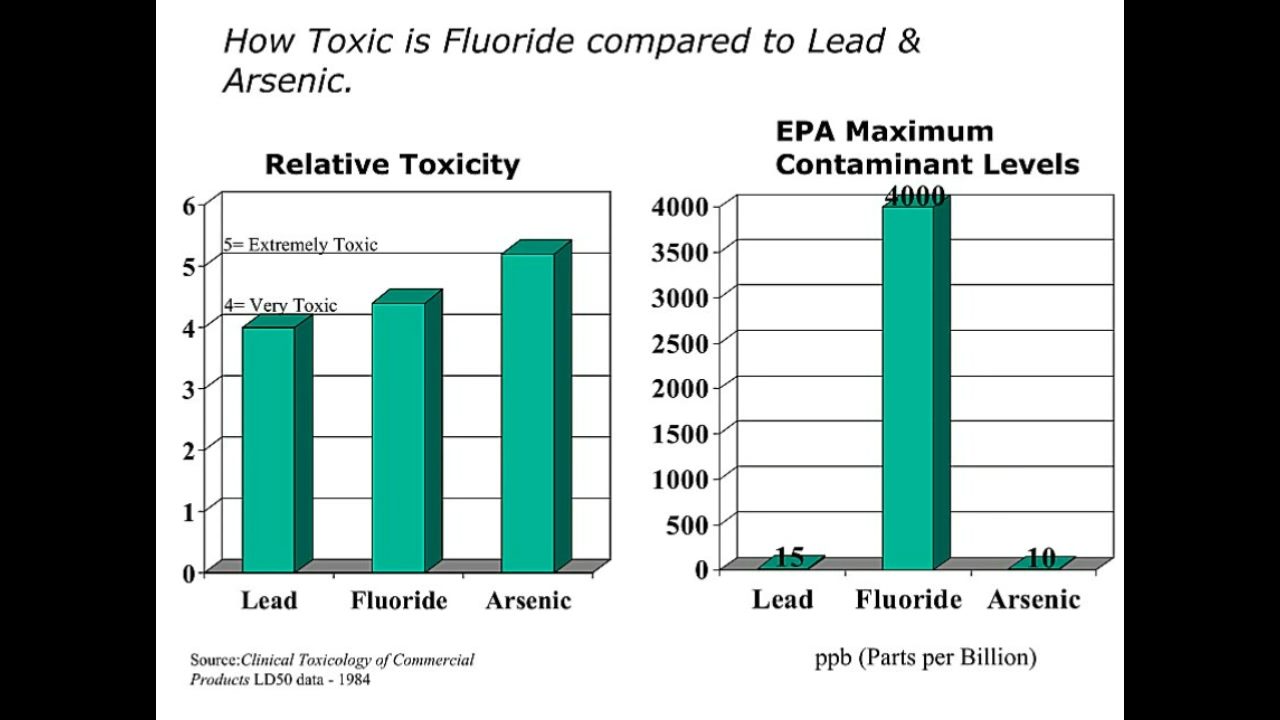 How Toxic is Fluoride compared to Lead &
Arsenic.
Relative Toxicity
6
5= Extremely Toxic
5
4= Very Toxic
4
3
2
1
0
Lead Fluoride Arsenic
Source:Clinical Toxicology of Commercial
Products LD50 data - 1984
EPA Maximum
Contaminant Levels
4000
4000
3500
3000
2500
2000
1500
1000
500
0
15
10
Lead Fluoride Arsenic
ppb (Parts per Billion)